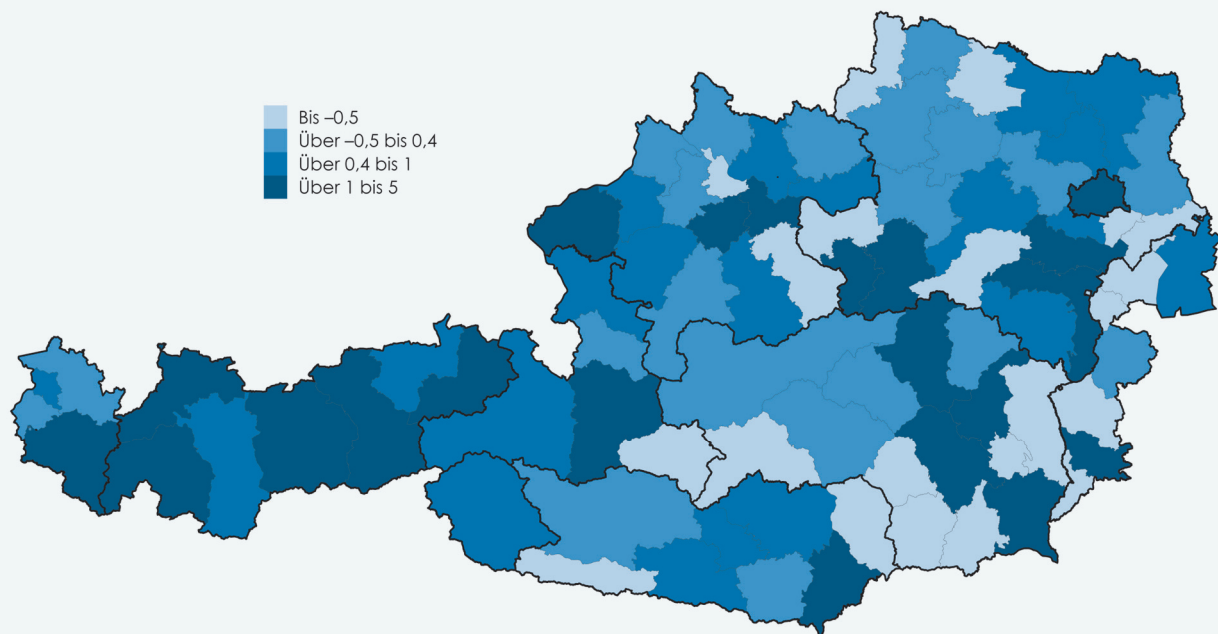 Bis –0,5
Über –0,5 bis 0,4
Über 0,4 bis 1
Über 1 bis 5